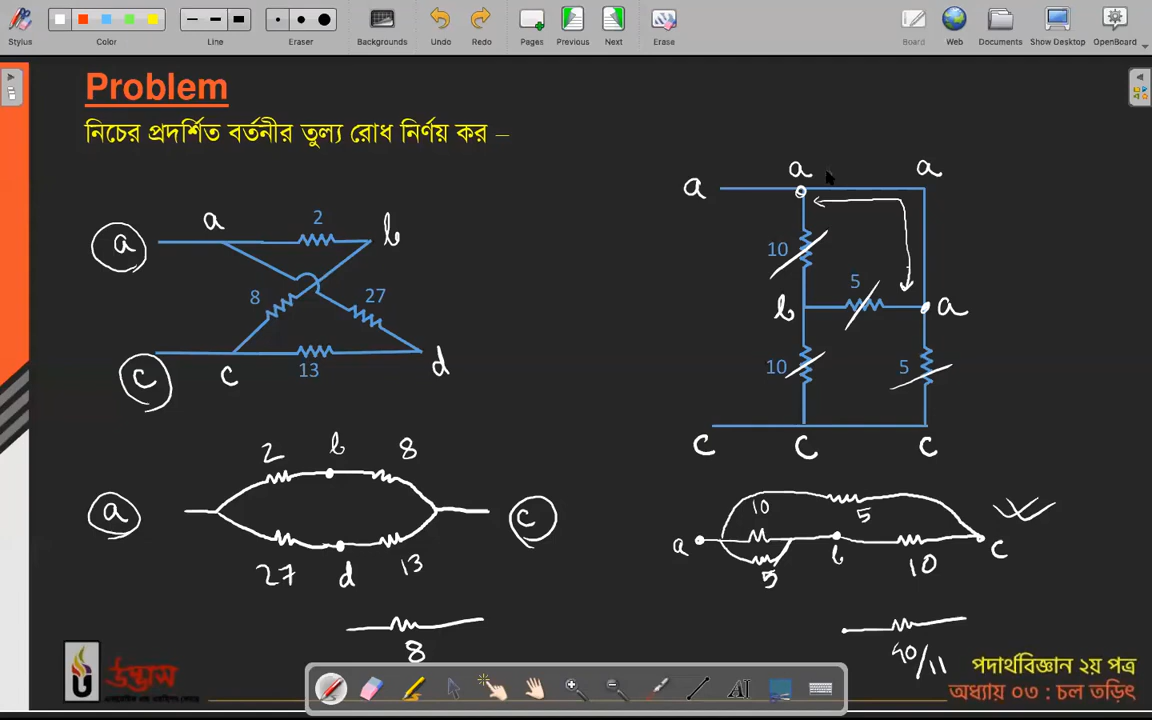 Stylus
Color
Line
Eraser
Backgrounds
Undo
Redo
Pages
Previous
Next
Erase
Board
Web
Documents
Show Desktop
OpenBoard
Problem
নিচের প্রদর্শিত বর্তনীর তুল্য রোধ নির্ণয় কর –
a a 2 b
8 27
c c 13 d
a a a
10
b 5 a
10 5
c c c
2 b 8
a c
27 d 13
8
10 5
a b c
5 10
40/11
উদ্ভাস
পদার্থবিজ্ঞান ২য় পত্র
অধ্যায় ০৩ : চল তড়িৎ